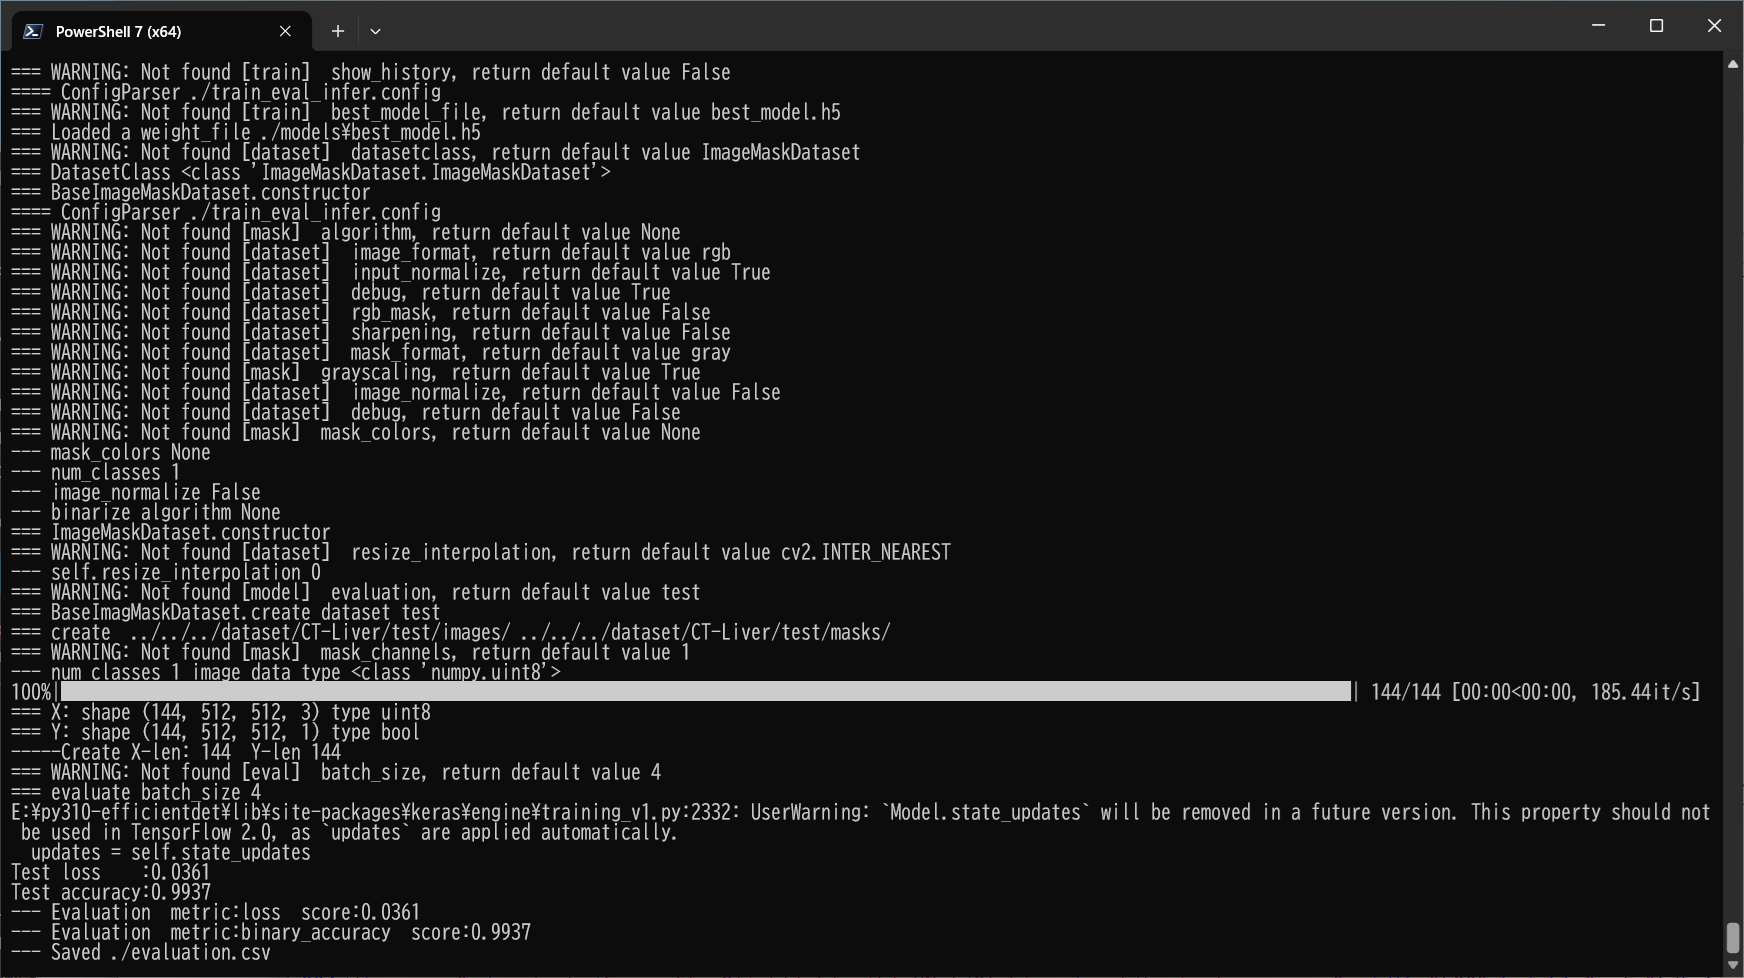 PowerShell 7 (x64)
=== WARNING: Not found [train]  show_history, return default value False
==== ConfigParser ./train_eval_infer.config
=== WARNING: Not found [train]  best_model_file, return default value best_model.h5
=== Loaded a weight_file ./models¥best_model.h5
=== WARNING: Not found [dataset]  datasetclass, return default value ImageMaskDataset
=== DatasetClass <class 'ImageMaskDataset.ImageMaskDataset'>
=== BaseImageMaskDataset.constructor
==== ConfigParser ./train_eval_infer.config
=== WARNING: Not found [mask]  algorithm, return default value None
=== WARNING: Not found [dataset]  image_format, return default value rgb
=== WARNING: Not found [dataset]  input_normalize, return default value True
=== WARNING: Not found [dataset]  debug, return default value True
=== WARNING: Not found [dataset]  rgb_mask, return default value False
=== WARNING: Not found [dataset]  sharpening, return default value False
=== WARNING: Not found [dataset]  mask_format, return default value gray
=== WARNING: Not found [mask]  grayscaling, return default value True
=== WARNING: Not found [dataset]  image_normalize, return default value False
=== WARNING: Not found [dataset]  debug, return default value False
=== WARNING: Not found [mask]  mask_colors, return default value None
--- mask_colors None
--- num_classes 1
--- image_normalize False
--- binarize algorithm None
=== ImageMaskDataset.constructor
=== WARNING: Not found [dataset]  resize_interpolation, return default value cv2.INTER_NEAREST
--- self.resize_interpolation 0
=== WARNING: Not found [model]  evaluation, return default value test
=== BaseImagMaskDataset.create dataset test
=== create  ../../../dataset/CT-Liver/test/images/ ../../../dataset/CT-Liver/test/masks/
=== WARNING: Not found [mask]  mask_channels, return default value 1
--- num classes 1 image data type <class 'numpy.uint8'>
100%| | 144/144 [00:00<00:00, 185.44it/s]
=== X: shape (144, 512, 512, 3) type uint8
=== Y: shape (144, 512, 512, 1) type bool
-----Create X-len: 144  Y-len 144
=== WARNING: Not found [eval]  batch_size, return default value 4
=== evaluate batch_size 4
E:¥py310-efficientdet¥lib¥site-packages¥keras¥engine¥training_v1.py:2332: UserWarning: `Model.state_updates` will be removed in a future version. This property should not
 be used in TensorFlow 2.0, as `updates` are applied automatically.
  updates = self.state_updates
Test loss    :0.0361
Test accuracy:0.9937
--- Evaluation  metric:loss  score:0.0361
--- Evaluation  metric:binary_accuracy  score:0.9937
--- Saved ./evaluation.csv